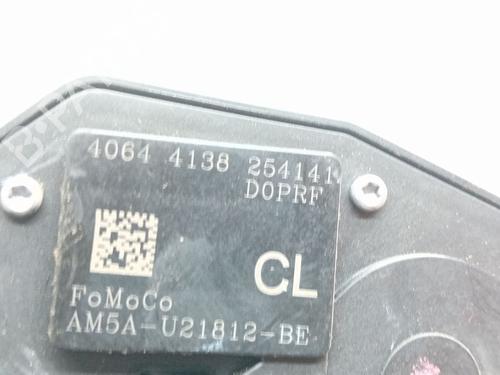 4064 4138 254141
D0PRF
CL
FoMoCo
AM5A-U21812-BE